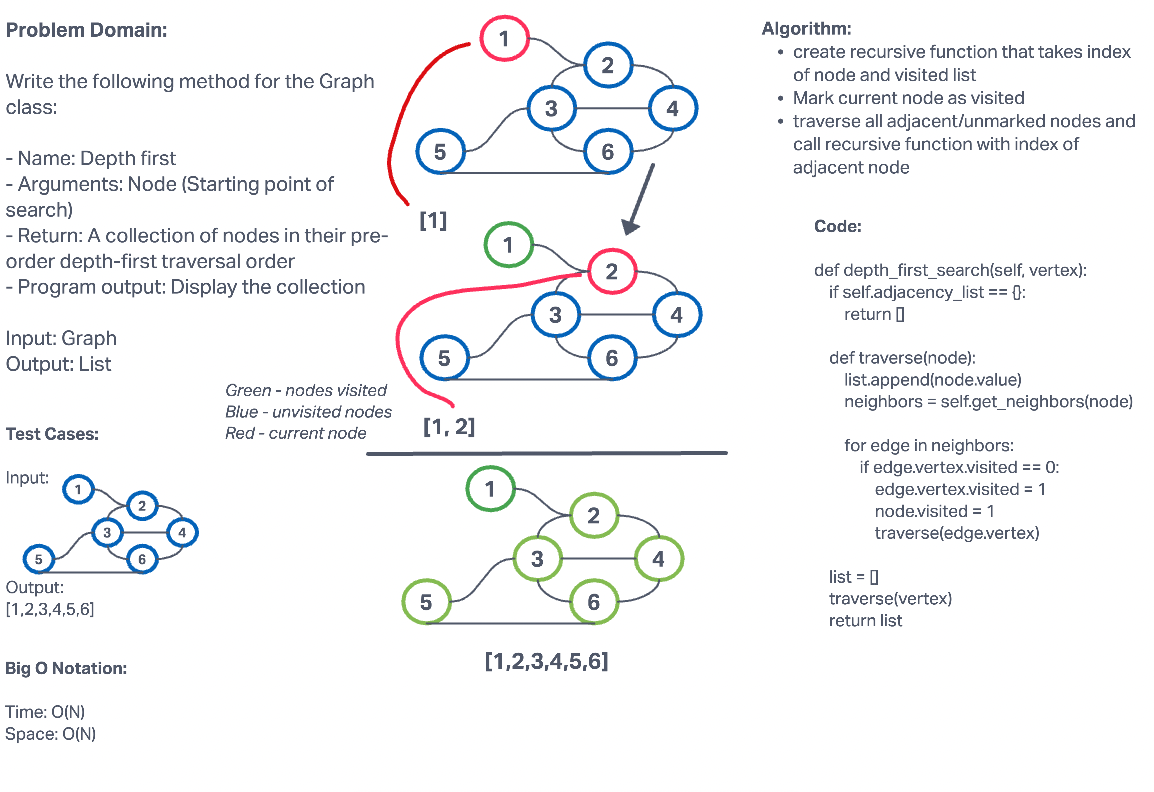 Problem Domain:
Write the following method for the Graph
class:
- Name: Depth first
- Arguments: Node (Starting point of
search)
- Return: A collection of nodes in their pre-
order depth-first traversal order
- Program output: Display the collection
Input: Graph
Output: List
Green - nodes visited
Blue - unvisited nodes
Red - current node
Test Cases:
Input:
1
2
3
4
5
6
Output:
[1,2,3,4,5,6]
Big O Notation:
Time: O(N)
Space: O(N)
1
2
3
4
5
6
[1]
1
2
3
4
5
6
[1, 2]
1
2
3
4
5
6
[1,2,3,4,5,6]
Algorithm:
• create recursive function that takes index
of node and visited list
• Mark current node as visited
• traverse all adjacent/unmarked nodes and
call recursive function with index of
adjacent node
Code:
def depth_first_search(self, vertex):
if self.adjacency_list == {}:
return []
def traverse(node):
list.append(node.value)
neighbors = self.get_neighbors(node)
for edge in neighbors:
if edge.vertex.visited == 0:
edge.vertex.visited = 1
node.visited = 1
traverse(edge.vertex)
list = []
traverse(vertex)
return list